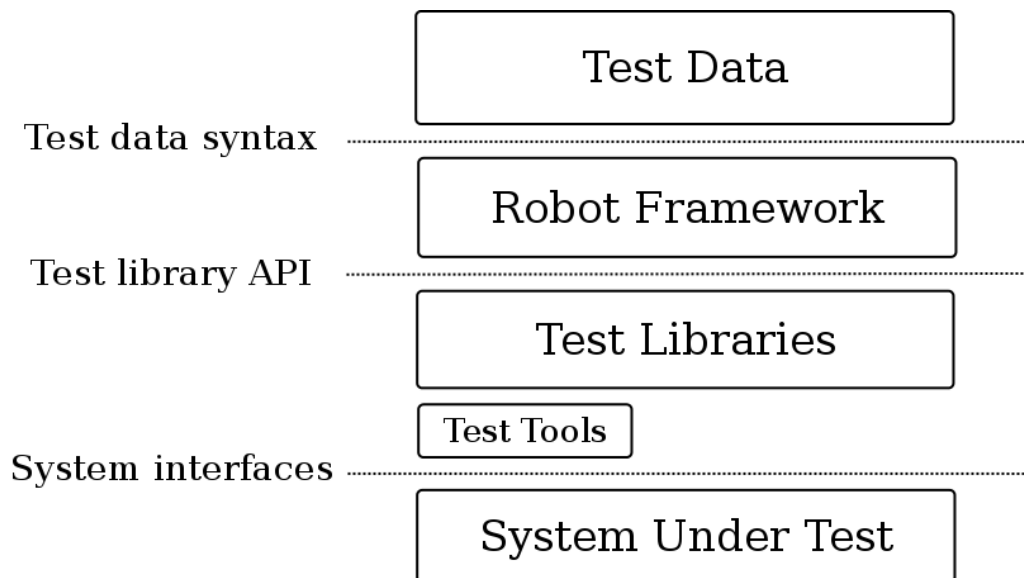 Test Data
Test data syntax
Robot Framework
Test library API
Test Libraries
Test Tools
System interfaces
System Under Test